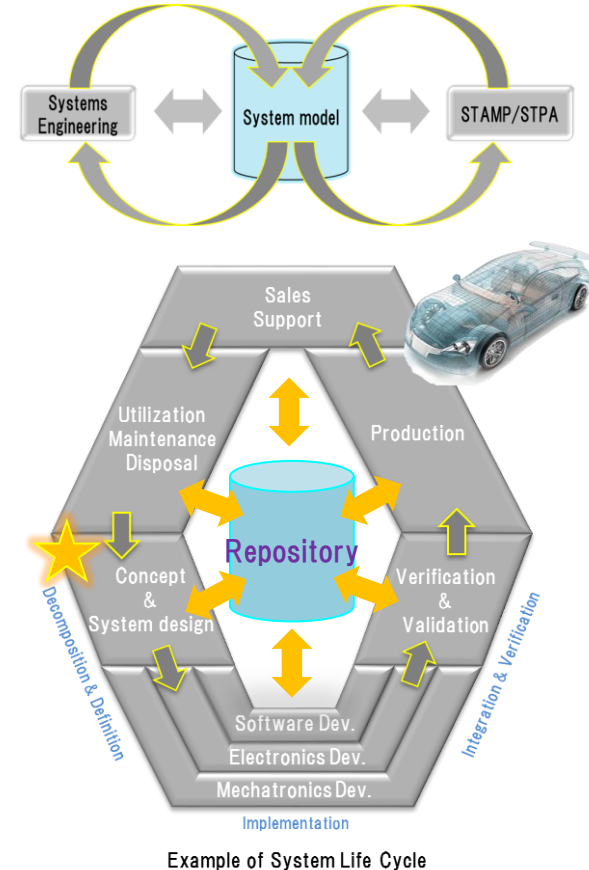 Systems
Engineering
System model
STAMP/STPA
Sales
Support
Utilization
Maintenance
Disposal
Production
Repository
Concept
&
System design
Verification
&
Validation
Decomposition & Definition
Integration & Verification
Software Dev.
Electronics Dev.
Mechatronics Dev.
Implementation
Example of System Life Cycle